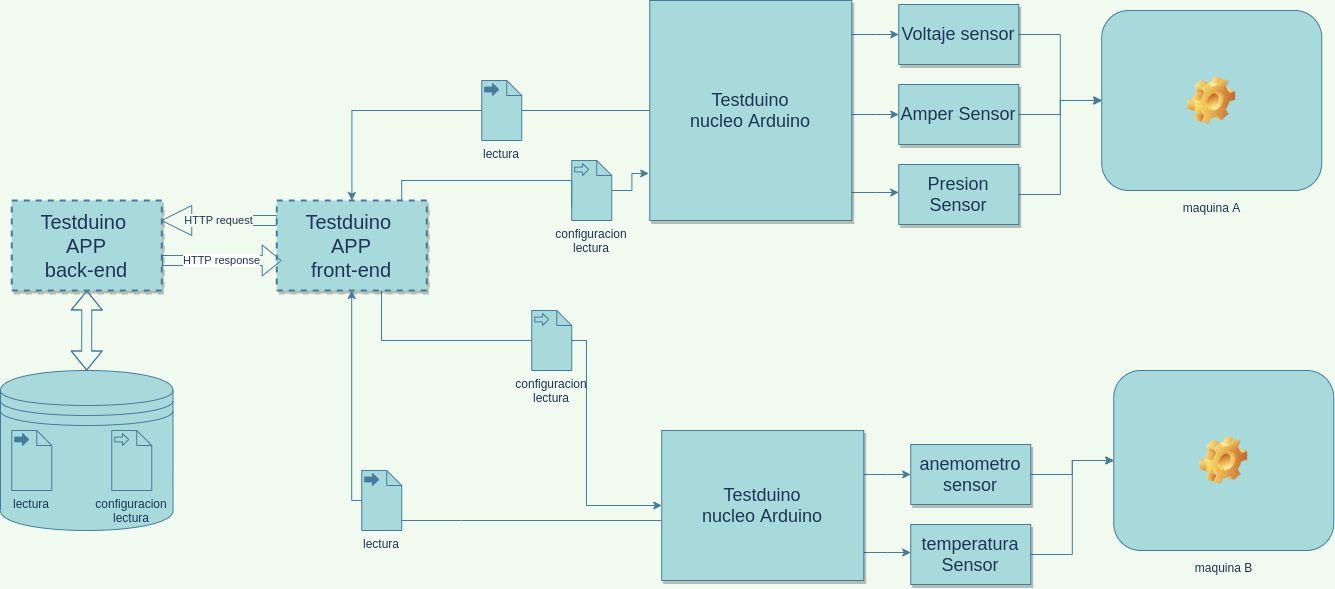 Voltaje sensor
Testduino
nucleo Arduino
Amper Sensor
lectura
Presion
Sensor
maquina A
configuracion
lectura
Testduino
APP
back-end
HTTP request
HTTP response
Testduino
APP
front-end
configuracion
lectura
lectura
configuracion
lectura
lectura
Testduino
nucleo Arduino
anemometro
sensor
temperatura
Sensor
maquina B